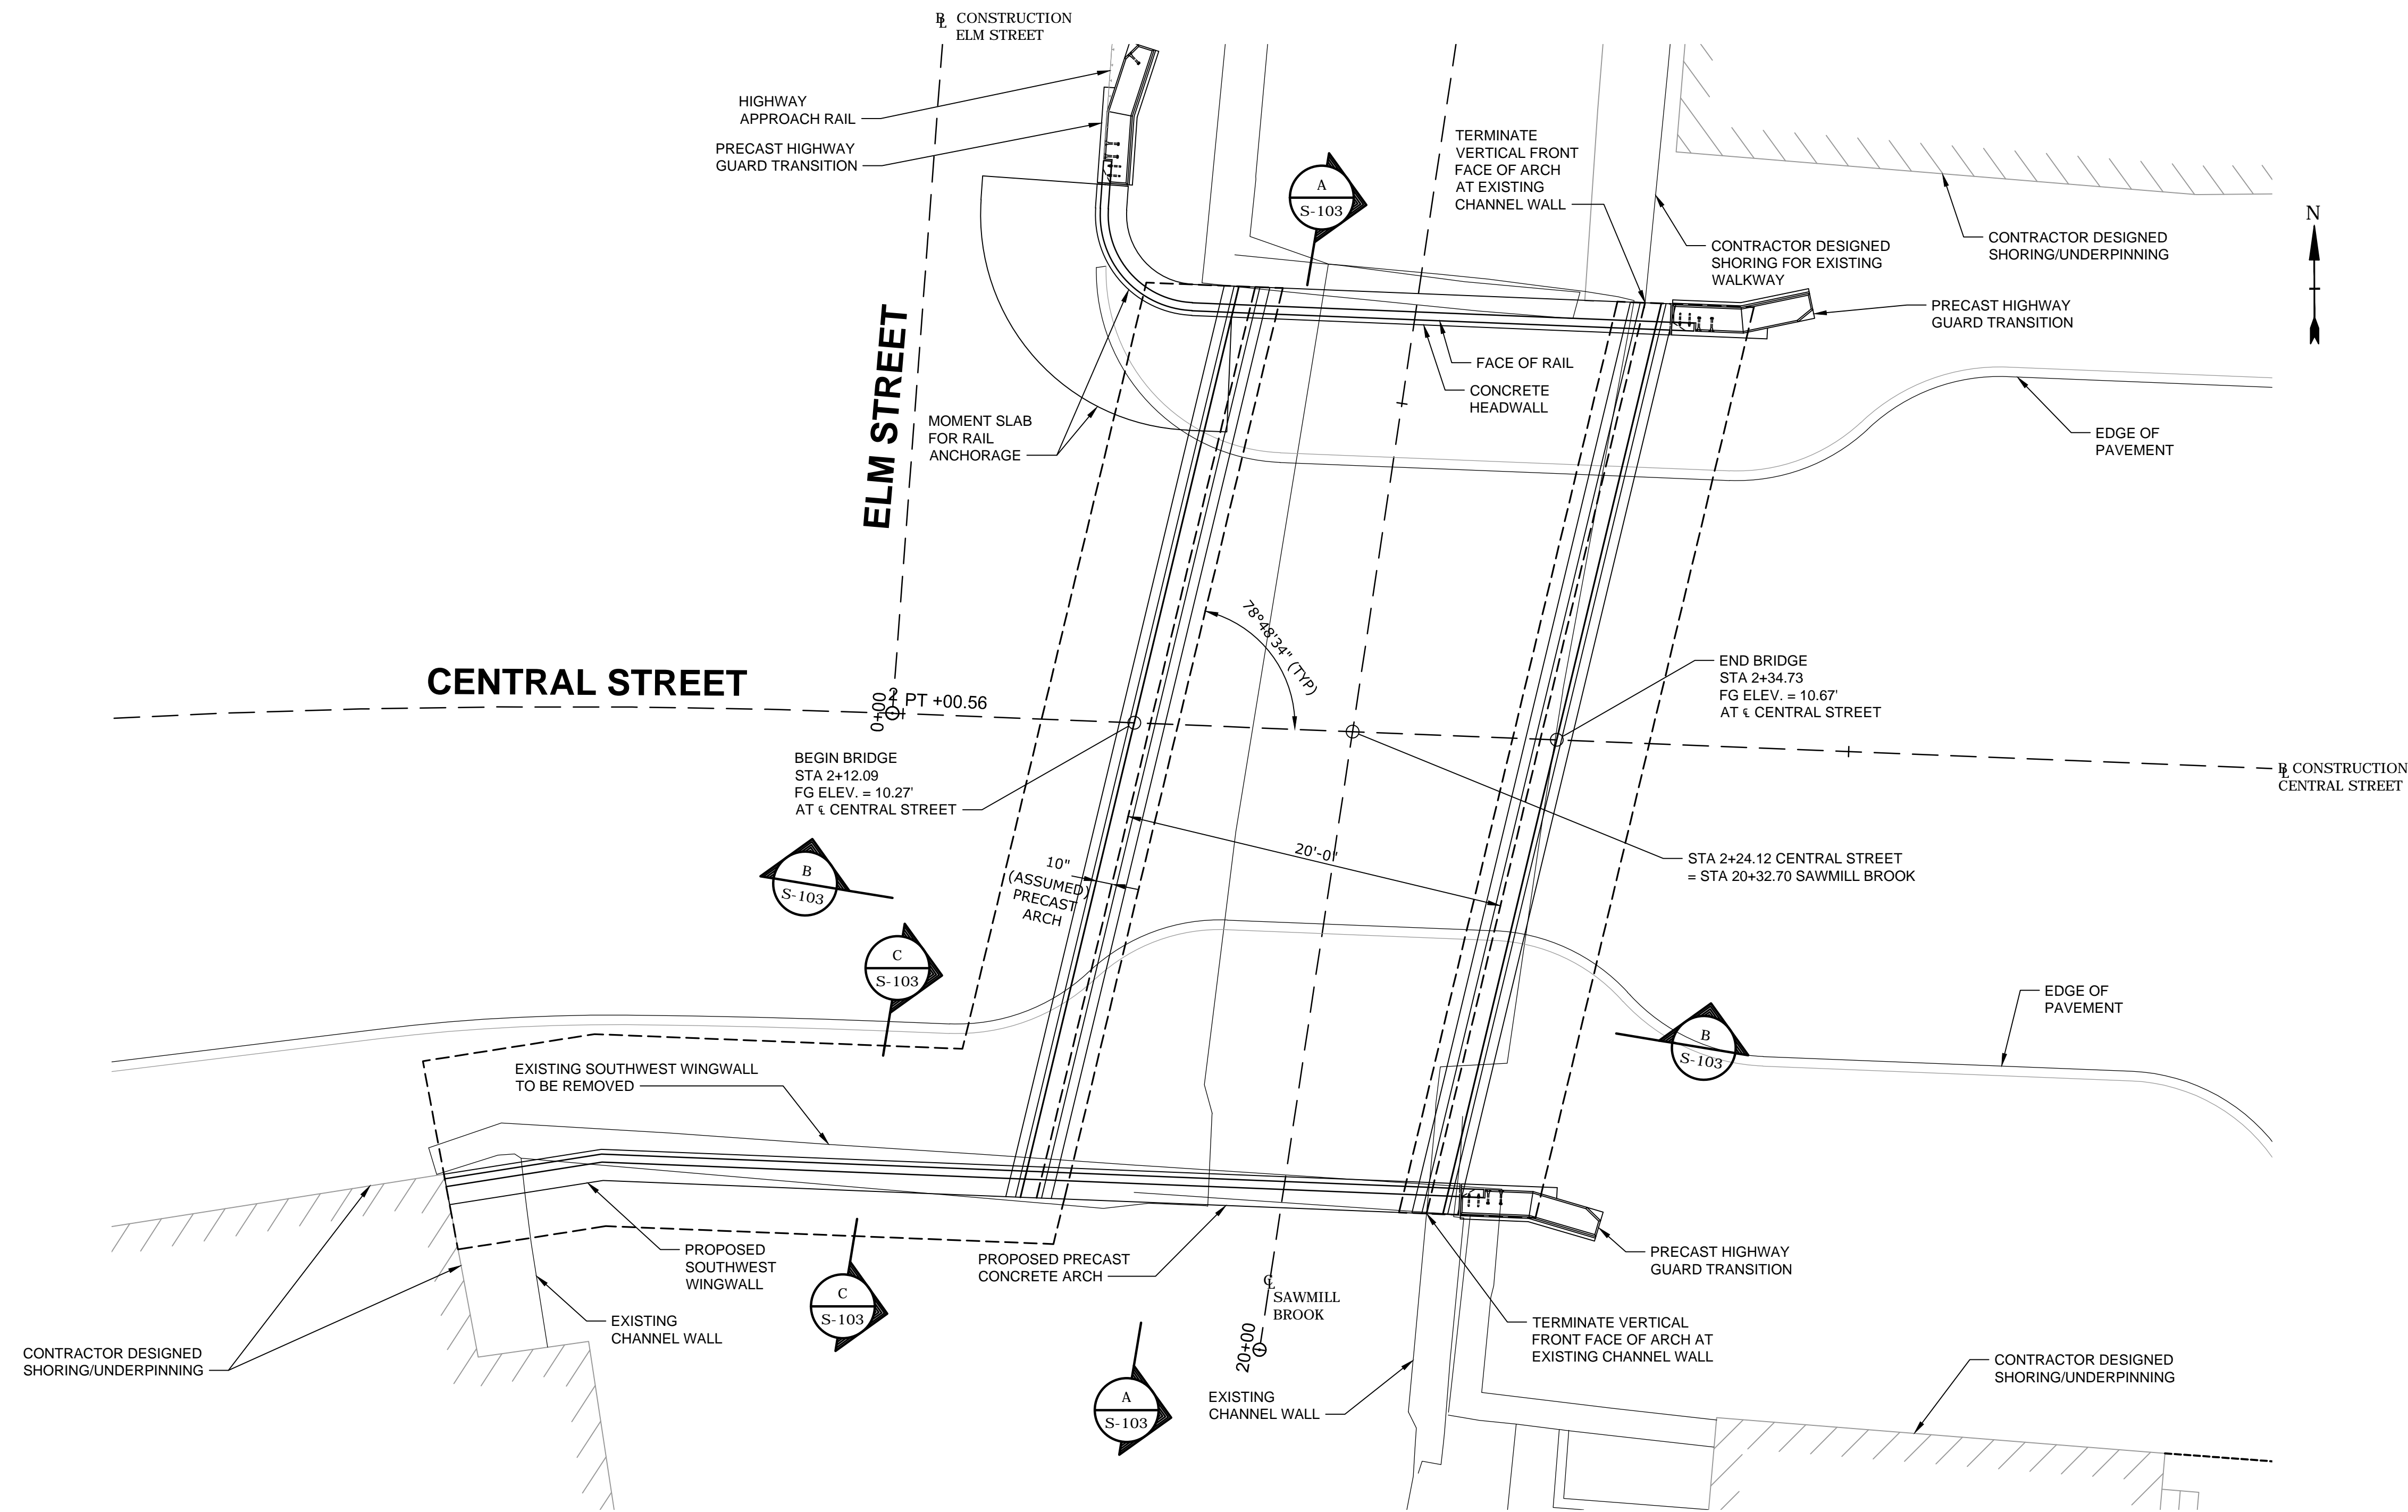 ℄ CONSTRUCTION
ELM STREET
HIGHWAY
APPROACH RAIL
PRECAST HIGHWAY
GUARD TRANSITION
A
S-103
TERMINATE
VERTICAL FRONT
FACE OF ARCH
AT EXISTING
CHANNEL WALL
CONTRACTOR DESIGNED
SHORING FOR EXISTING
WALKWAY
CONTRACTOR DESIGNED
SHORING/UNDERPINNING
N
PRECAST HIGHWAY
GUARD TRANSITION
FACE OF RAIL
CONCRETE
HEADWALL
ELM STREET
MOMENT SLAB
FOR RAIL
ANCHORAGE
EDGE OF
PAVEMENT
78°48'34" (TYP)
CENTRAL STREET
0+00
2
PT +00.56
END BRIDGE
STA 2+34.73
FG ELEV. = 10.67'
AT ℄ CENTRAL STREET
BEGIN BRIDGE
STA 2+12.09
FG ELEV. = 10.27'
AT ℄ CENTRAL STREET
BL CONSTRUCTION
CENTRAL STREET
10"
(ASSUMED)
PRECAST
ARCH
20'-0"
STA 2+24.12 CENTRAL STREET
= STA 20+32.70 SAWMILL BROOK
B
S-103
C
S-103
EDGE OF
PAVEMENT
B
S-103
EXISTING SOUTHWEST WINGWALL
TO BE REMOVED
PROPOSED
SOUTHWEST
WINGWALL
PROPOSED PRECAST
CONCRETE ARCH
PRECAST HIGHWAY
GUARD TRANSITION
C
S-103
℄
SAWMILL
BROOK
EXISTING
CHANNEL WALL
20+00
TERMINATE VERTICAL
FRONT FACE OF ARCH AT
EXISTING CHANNEL WALL
CONTRACTOR DESIGNED
SHORING/UNDERPINNING
A
S-103
EXISTING
CHANNEL WALL
CONTRACTOR DESIGNED
SHORING/UNDERPINNING